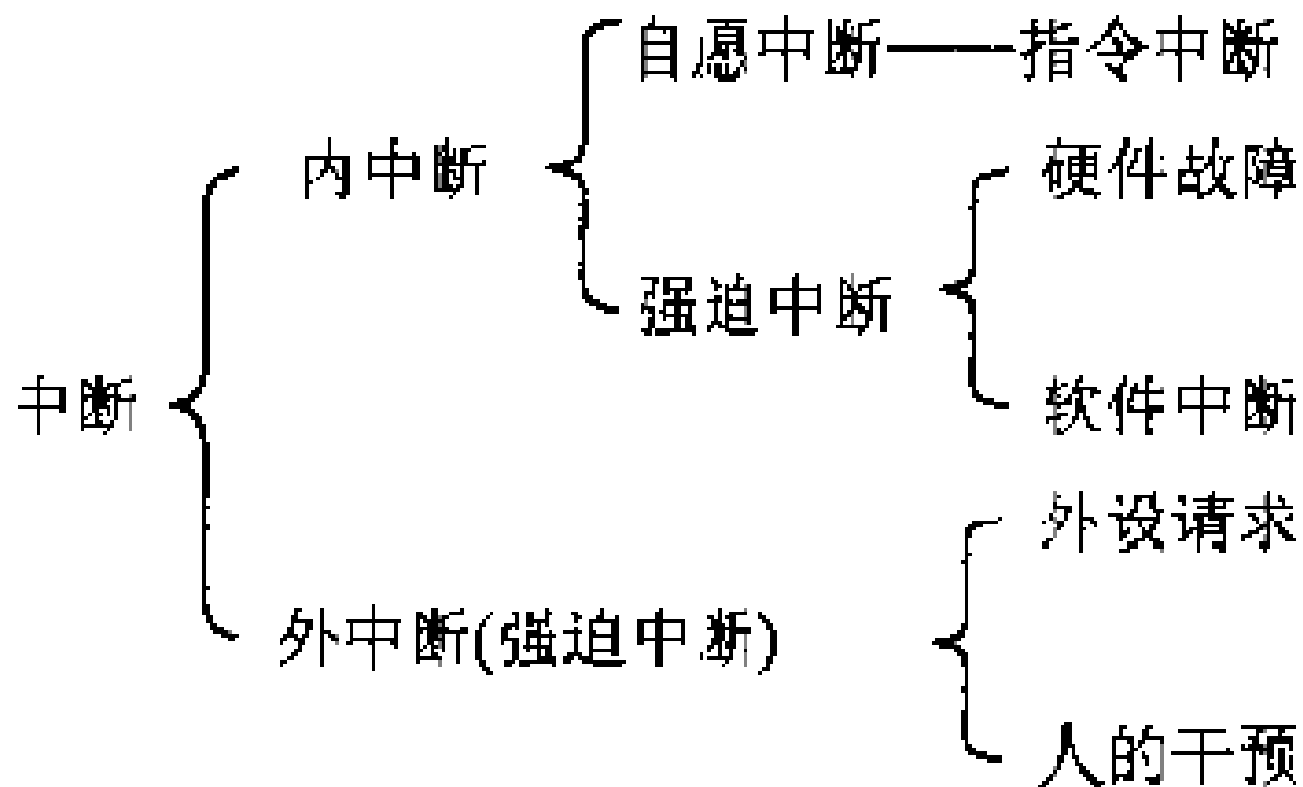 自愿中断——指令中断
内中断
硬件故障
强迫中断
中断
软件中断
外设请求
外中断(强迫中断)
人的干预